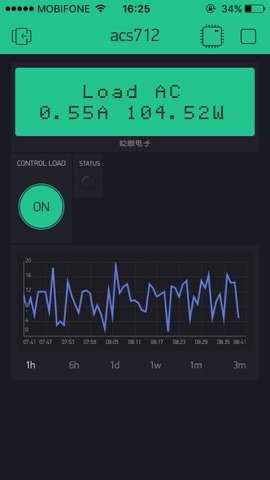 MOBIFONE 16:25 34%
acs712
Load AC
0.55A 104.52W
CONTROL LOAD
STATUS
ON
20
16
12
8
4
0
07:41 07:47 07:53 07:59 08:05 08:11 08:17 08:23 08:29 08:35 08:41
1h 6h 1d 1w 1m 3m